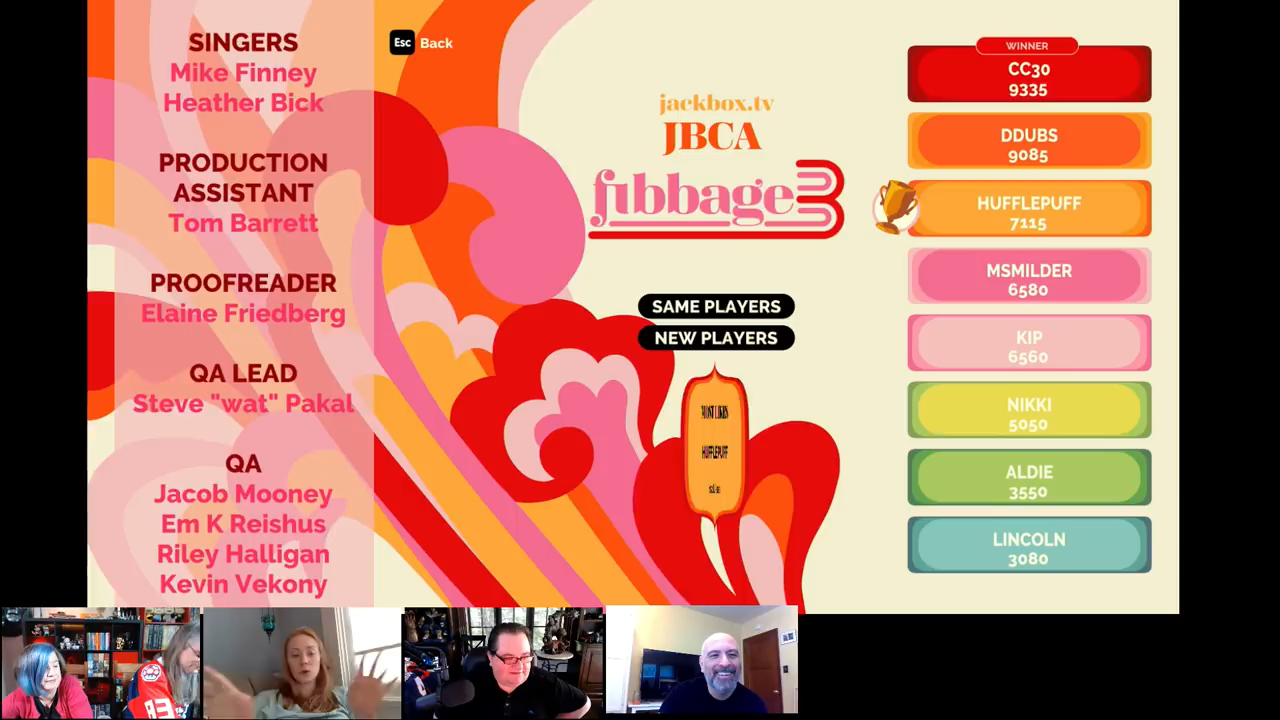 SINGERS
Mike Finney
Heather Bick
PRODUCTION
ASSISTANT
Tom Barrett
PROOFREADER
Elaine Friedberg
QA LEAD
Steve "wat" Pakal
QA
Jacob Mooney
Em K Reishus
Riley Halligan
Kevin Vekony
Esc Back
jackbox.tv
JBCA
fibbage 3
SAME PLAYERS
NEW PLAYERS
MOST LIKES
HUFFLEPUFF
WINNER
CC30
9335
DDUBS
9085
HUFFLEPUFF
7115
MSMILDER
6580
KIP
6560
NIKKI
5050
ALDIE
3550
LINCOLN
3080